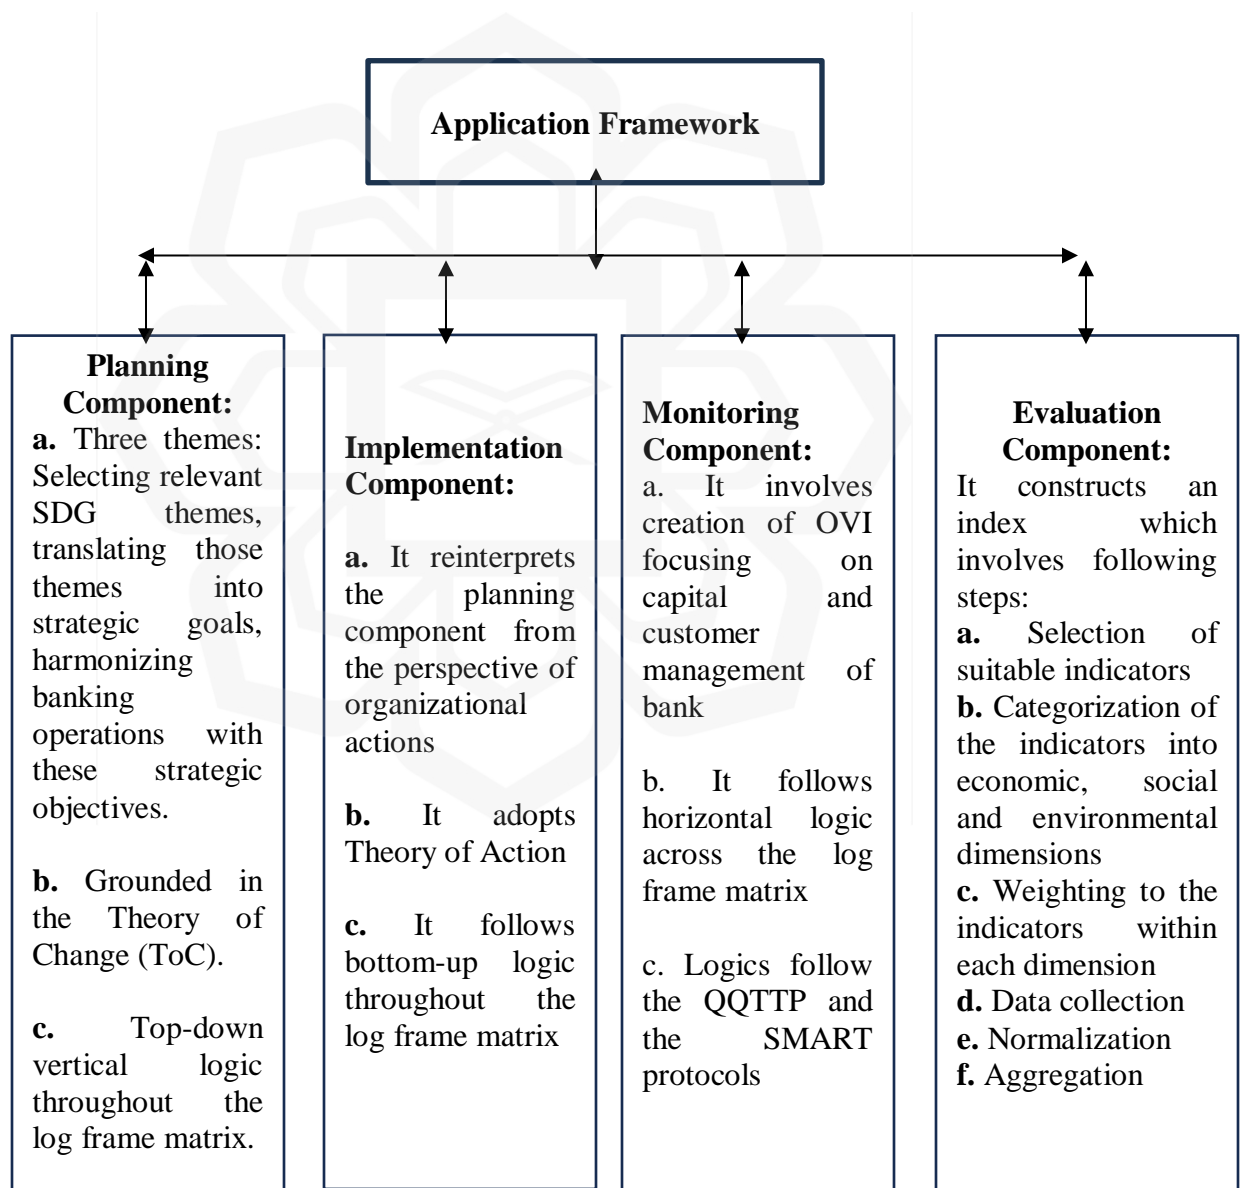 Application Framework
Planning
Component:
a. Three themes:
Selecting relevant
SDG themes,
translating those
themes into
strategic goals,
harmonizing
banking
operations with
these strategic
objectives.
b. Grounded in
the Theory of
Change (ToC).
c. Top-down
vertical logic
throughout the
log frame matrix.
Implementation
Component:
a. It reinterprets
the planning
component from
the perspective of
organizational
actions
b. It adopts
Theory of Action
c. It follows
bottom-up logic
throughout the
log frame matrix
Monitoring
Component:
a. It involves
creation of OVI
focusing on
capital and
customer
management of
bank
b. It follows
horizontal logic
across the log
frame matrix
c. Logics follow
the QQTTP and
the SMART
protocols
Evaluation
Component:
It constructs an
index which
involves following
steps:
a. Selection of
suitable indicators
b. Categorization of
the indicators into
economic, social
and environmental
dimensions
c. Weighting to the
indicators within
each dimension
d. Data collection
e. Normalization
f. Aggregation